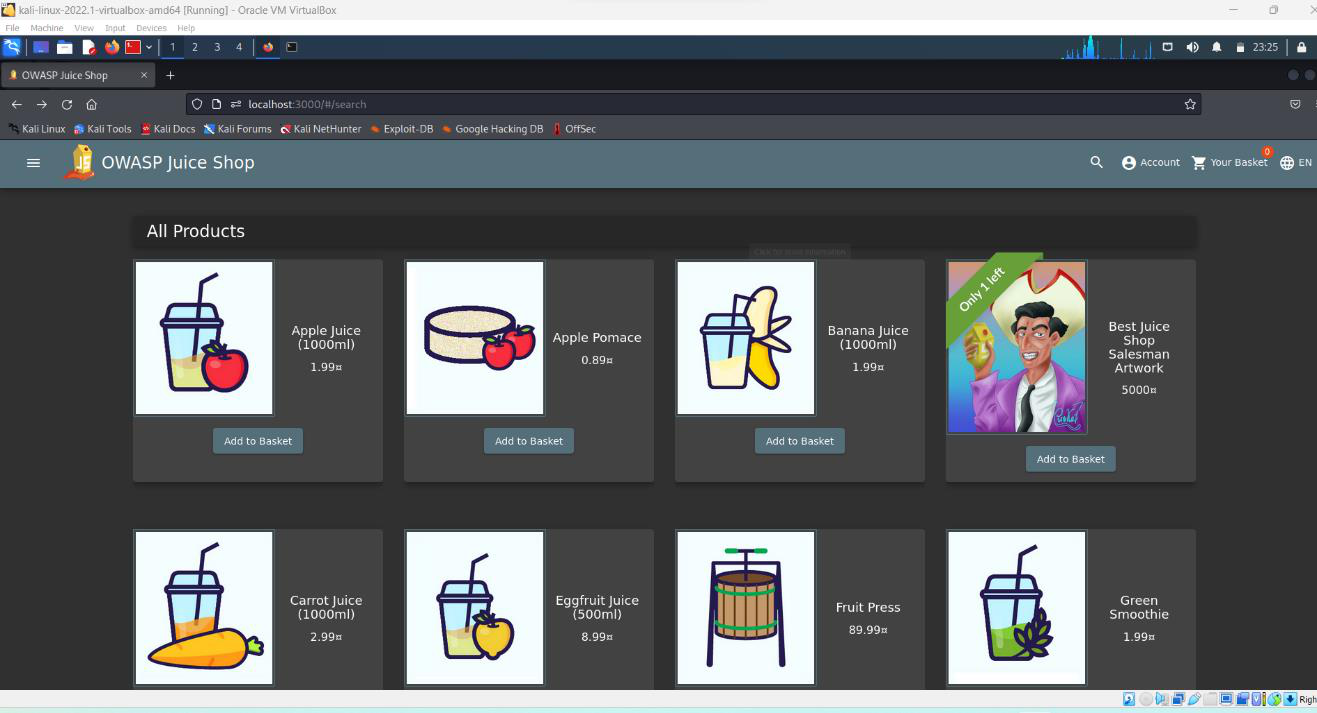 kali-linux-2022.1-virtualbox-amd64 [Running] - Oracle VM VirtualBox
File Machine View Input Devices Help
1 2 3 4 23:25
OWASP Juice Shop
localhost:3000/#/search
Kali Linux Kali Tools Kali Docs Kali Forums Kali NetHunter Exploit-DB Google Hacking DB OffSec
OWASP Juice Shop Account Your Basket 0 EN
All Products
Click for more information
Only 1 left
Apple Juice
(1000ml)
1.99¤
Add to Basket
Apple Pomace
0.89¤
Add to Basket
Banana Juice
(1000ml)
1.99¤
Add to Basket
Best Juice
Shop
Salesman
Artwork
5000¤
Add to Basket
Carrot Juice
(1000ml)
2.99¤
Eggfruit Juice
(500ml)
8.99¤
Fruit Press
89.99¤
Green
Smoothie
1.99¤
Righ